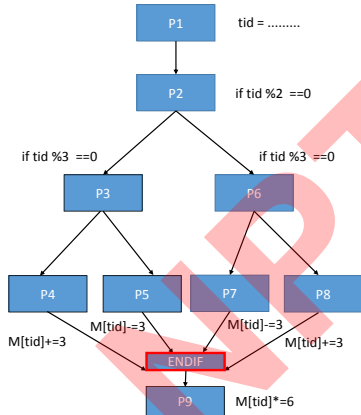 P1 tid = .........
P2 if tid %2 ==0
if tid %3 ==0 if tid %3 ==0
P3 P6
P4 P5 P7 P8
M[tid]+=3 M[tid]-=3 M[tid]-=3 M[tid]+=3
ENDIF
P9 M[tid]*=6